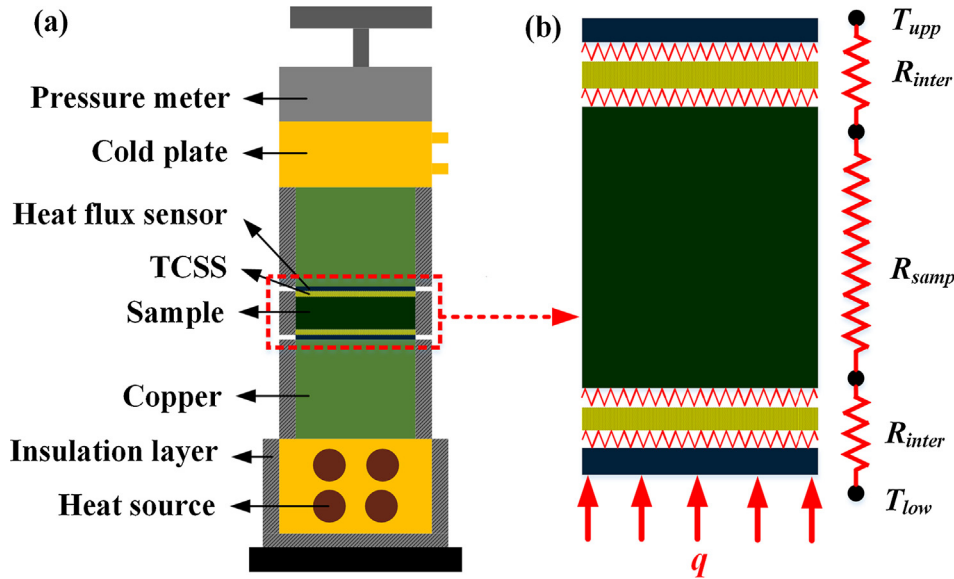 (a)
Pressure meter
Cold plate
Heat flux sensor
TCSS
Sample
Copper
Insulation layer
Heat source
(b)
T_upp
R_inter
R_samp
R_inter
T_low
q